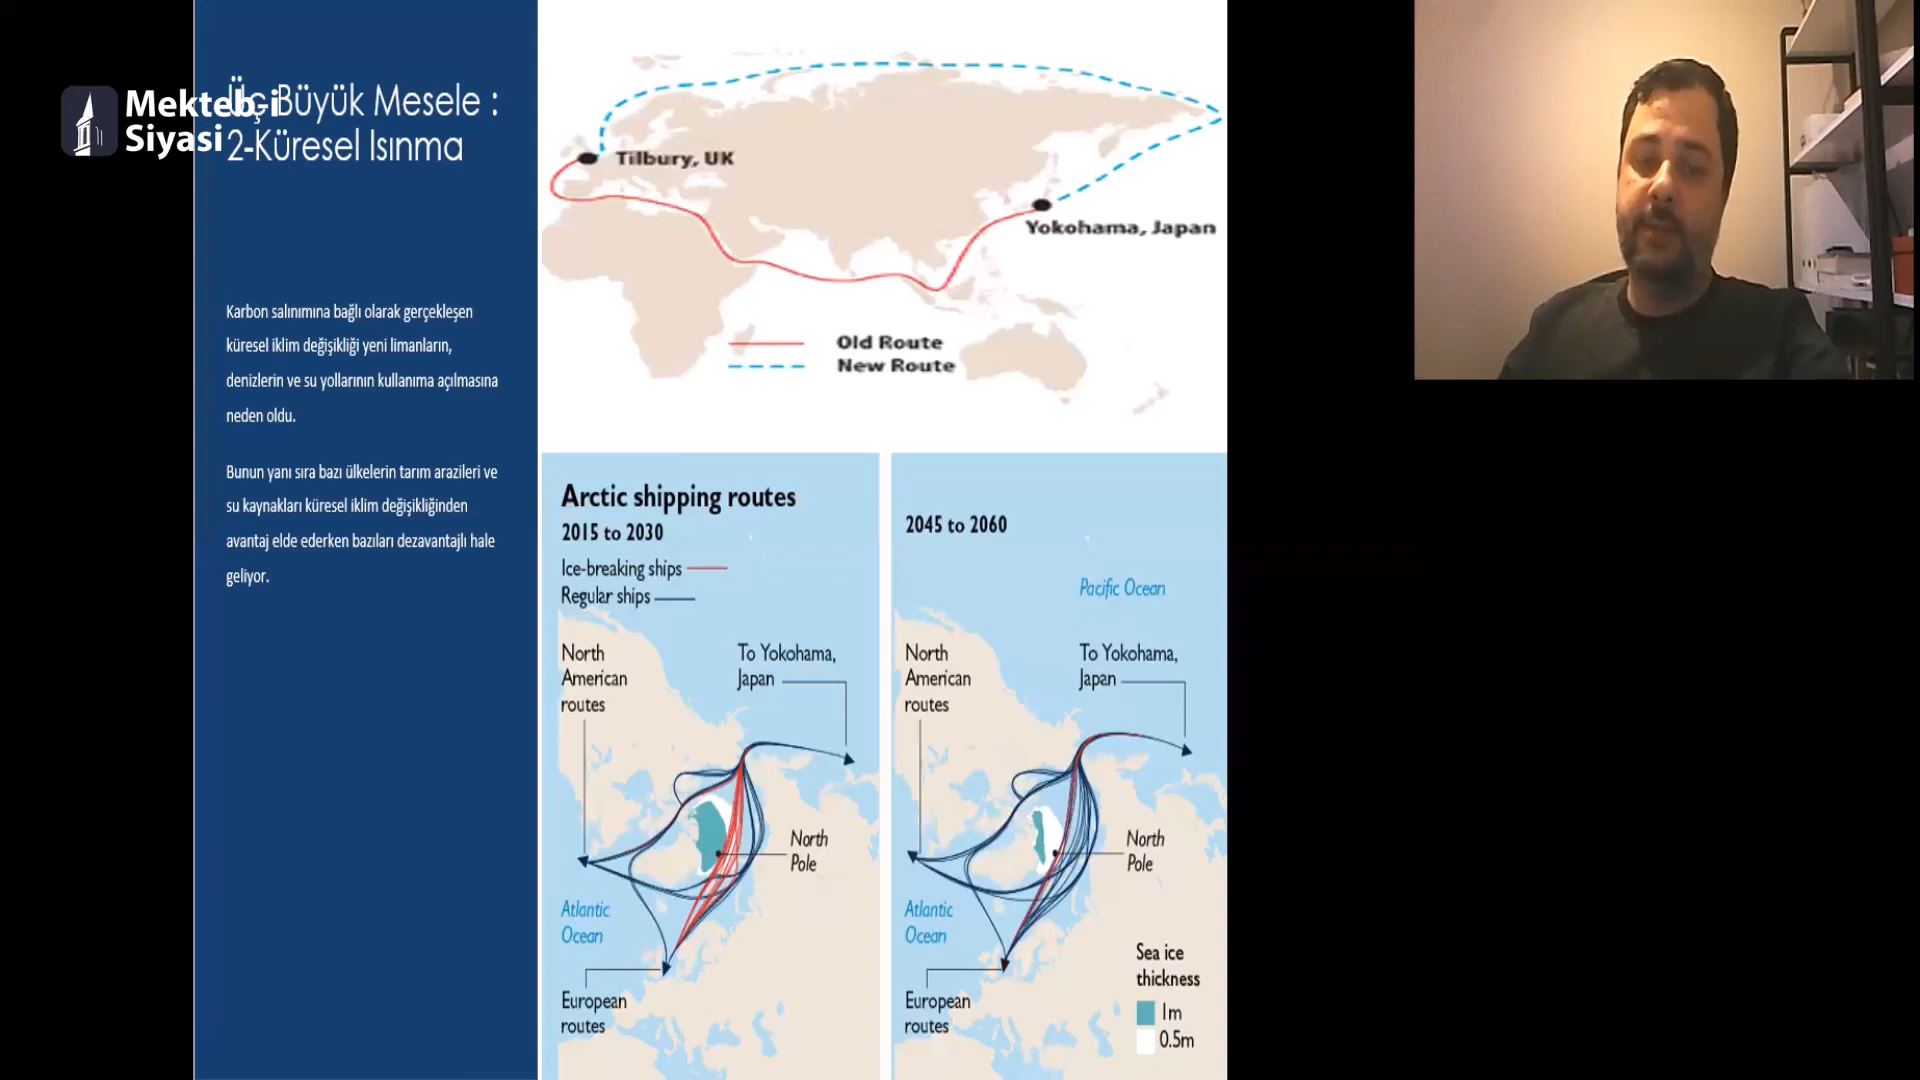 Mekteb-i
Siyasi
Üç Büyük Mesele :
2-Küresel Isınma
Karbon salınımına bağlı olarak gerçekleşen
küresel iklim değişikliği yeni limanların,
denizlerin ve su yollarının kullanıma açılmasına
neden oldu.
Bunun yanı sıra bazı ülkelerin tarım arazileri ve
su kaynakları küresel iklim değişikliğinden
avantaj elde ederken bazıları dezavantajlı hale
geliyor.
Tilbury, UK
Yokohama, Japan
Old Route
New Route
Arctic shipping routes
2015 to 2030
Ice-breaking ships
Regular ships
North
American
routes
To Yokohama,
Japan
North
Pole
Atlantic
Ocean
European
routes
2045 to 2060
Pacific Ocean
North
American
routes
To Yokohama,
Japan
North
Pole
Atlantic
Ocean
European
routes
Sea ice
thickness
1m
0.5m